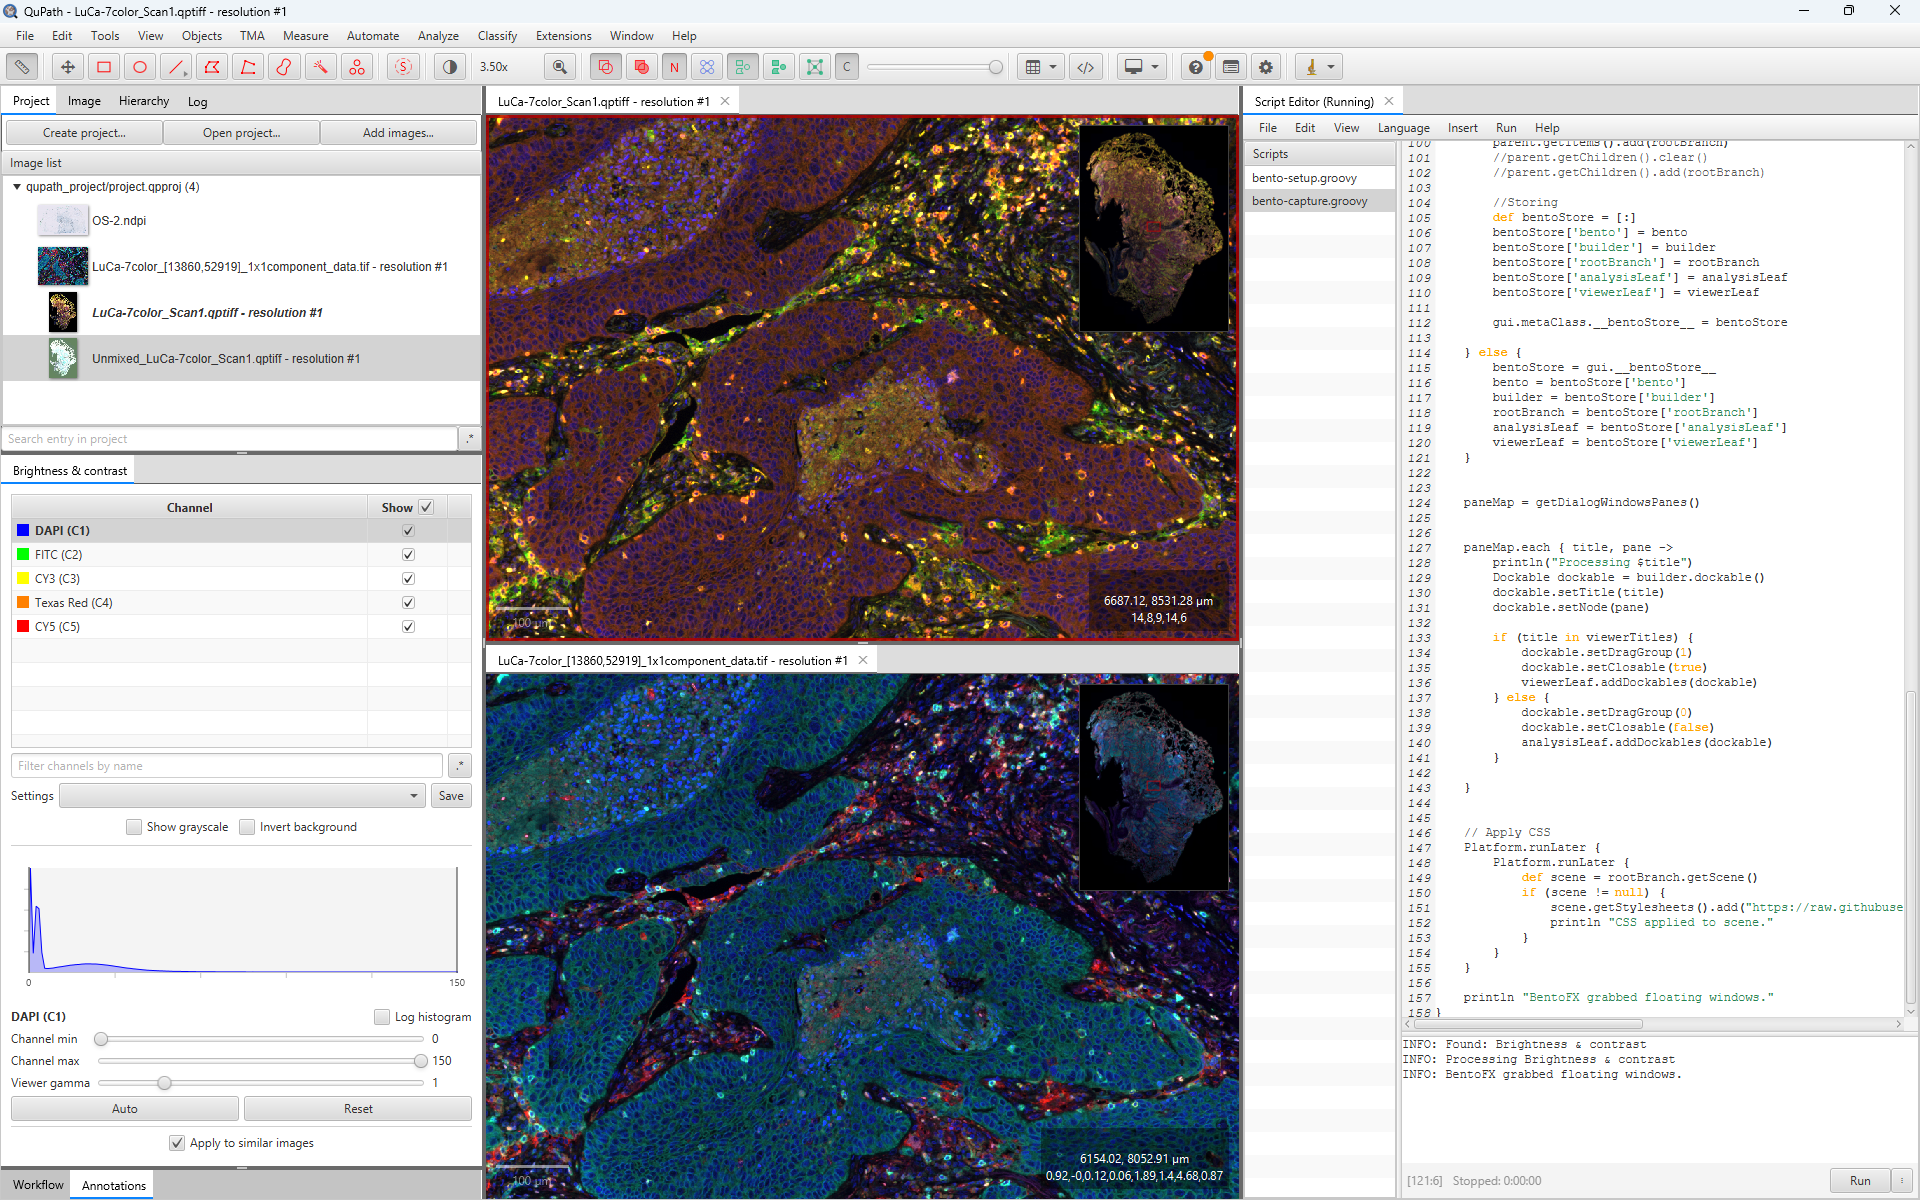 QuPath - LuCa-7color_Scan1.qptiff - resolution #1
File Edit Tools View Objects TMA Measure Automate Analyze Classify Extensions Window Help
3.50x
S
N
C
Project Image Hierarchy Log
Create project... Open project... Add images...
Image list
qupath_project/project.qpproj (4)
OS-2.ndpi
LuCa-7color_[13860,52919]_1x1component_data.tif - resolution #1
LuCa-7color_Scan1.qptiff - resolution #1
Unmixed_LuCa-7color_Scan1.qptiff - resolution #1
Search entry in project
.*
Brightness & contrast
Channel Show
DAPI (C1)
FITC (C2)
CY3 (C3)
Texas Red (C4)
CY5 (C5)
Filter channels by name
.*
Settings Save
Show grayscale Invert background
0 150
DAPI (C1) Log histogram
Channel min 0
Channel max 150
Viewer gamma 1
Auto Reset
Apply to similar images
Workflow Annotations
LuCa-7color_Scan1.qptiff - resolution #1
6687.12, 8531.28 µm
14,8,9,14,6
100 µm
LuCa-7color_[13860,52919]_1x1component_data.tif - resolution #1
6154.02, 8052.91 µm
0.92,-0,0.12,0.06,1.89,1.4,4.68,0.87
100 µm
Script Editor (Running)
File Edit View Language Insert Run Help
Scripts
bento-setup.groovy
bento-capture.groovy
100 parent.getItems().add(rootBranch)
101 //parent.getChildren().clear()
102 //parent.getChildren().add(rootBranch)
103
104 //Storing
105 def bentoStore = [:]
106 bentoStore['bento'] = bento
107 bentoStore['builder'] = builder
108 bentoStore['rootBranch'] = rootBranch
109 bentoStore['analysisLeaf'] = analysisLeaf
110 bentoStore['viewerLeaf'] = viewerLeaf
111
112 gui.metaClass.__bentoStore__ = bentoStore
113
114 } else {
115 bentoStore = gui.__bentoStore__
116 bento = bentoStore['bento']
117 builder = bentoStore['builder']
118 rootBranch = bentoStore['rootBranch']
119 analysisLeaf = bentoStore['analysisLeaf']
120 viewerLeaf = bentoStore['viewerLeaf']
121 }
122
123
124 paneMap = getDialogWindowsPanes()
125
126
127 paneMap.each { title, pane ->
128 println("Processing $title")
129 Dockable dockable = builder.dockable()
130 dockable.setTitle(title)
131 dockable.setNode(pane)
132
133 if (title in viewerTitles) {
134 dockable.setDragGroup(1)
135 dockable.setClosable(true)
136 viewerLeaf.addDockables(dockable)
137 } else {
138 dockable.setDragGroup(0)
139 dockable.setClosable(false)
140 analysisLeaf.addDockables(dockable)
141 }
142
143 }
144
145
146 // Apply CSS
147 Platform.runLater {
148 Platform.runLater {
149 def scene = rootBranch.getScene()
150 if (scene != null) {
151 scene.getStylesheets().add("https://raw.githubuse
152 println "CSS applied to scene."
153 }
154 }
155 }
156
157 println "BentoFX grabbed floating windows."
158 }
INFO: Found: Brightness & contrast
INFO: Processing Brightness & contrast
INFO: BentoFX grabbed floating windows.
[121:6] Stopped: 0:00:00 Run